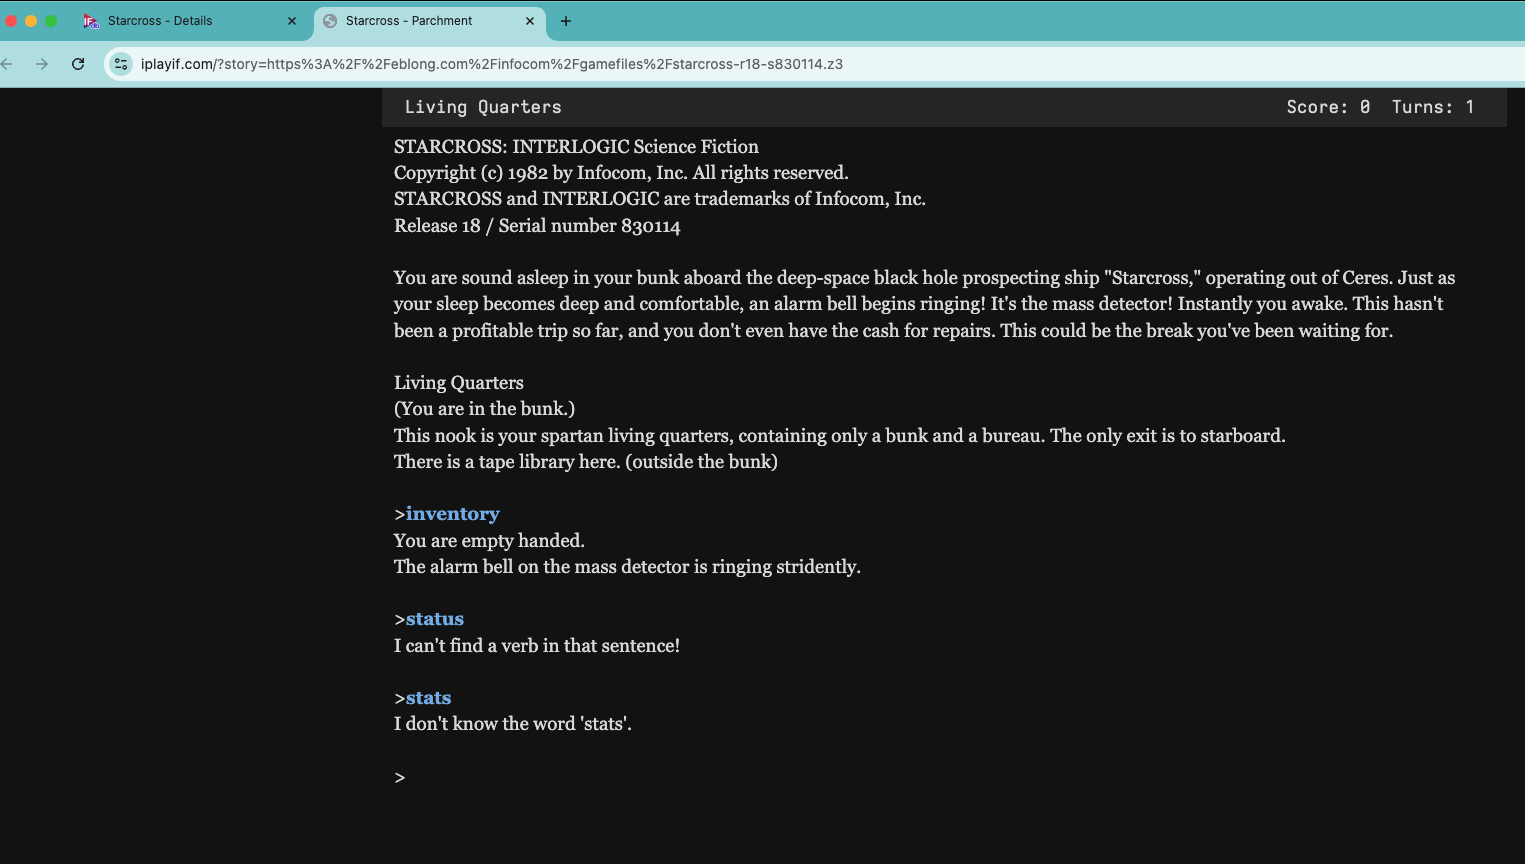 Starcross - Details
Starcross - Parchment
iplayif.com/?story=https%3A%2F%2Feblong.com%2Finfocom%2Fgamefiles%2Fstarcross-r18-s830114.z3
Living Quarters Score: 0 Turns: 1
STARCROSS: INTERLOGIC Science Fiction
Copyright (c) 1982 by Infocom, Inc. All rights reserved.
STARCROSS and INTERLOGIC are trademarks of Infocom, Inc.
Release 18 / Serial number 830114
You are sound asleep in your bunk aboard the deep-space black hole prospecting ship "Starcross," operating out of Ceres. Just as
your sleep becomes deep and comfortable, an alarm bell begins ringing! It's the mass detector! Instantly you awake. This hasn't
been a profitable trip so far, and you don't even have the cash for repairs. This could be the break you've been waiting for.
Living Quarters
(You are in the bunk.)
This nook is your spartan living quarters, containing only a bunk and a bureau. The only exit is to starboard.
There is a tape library here. (outside the bunk)
>inventory
You are empty handed.
The alarm bell on the mass detector is ringing stridently.
>status
I can't find a verb in that sentence!
>stats
I don't know the word 'stats'.
>